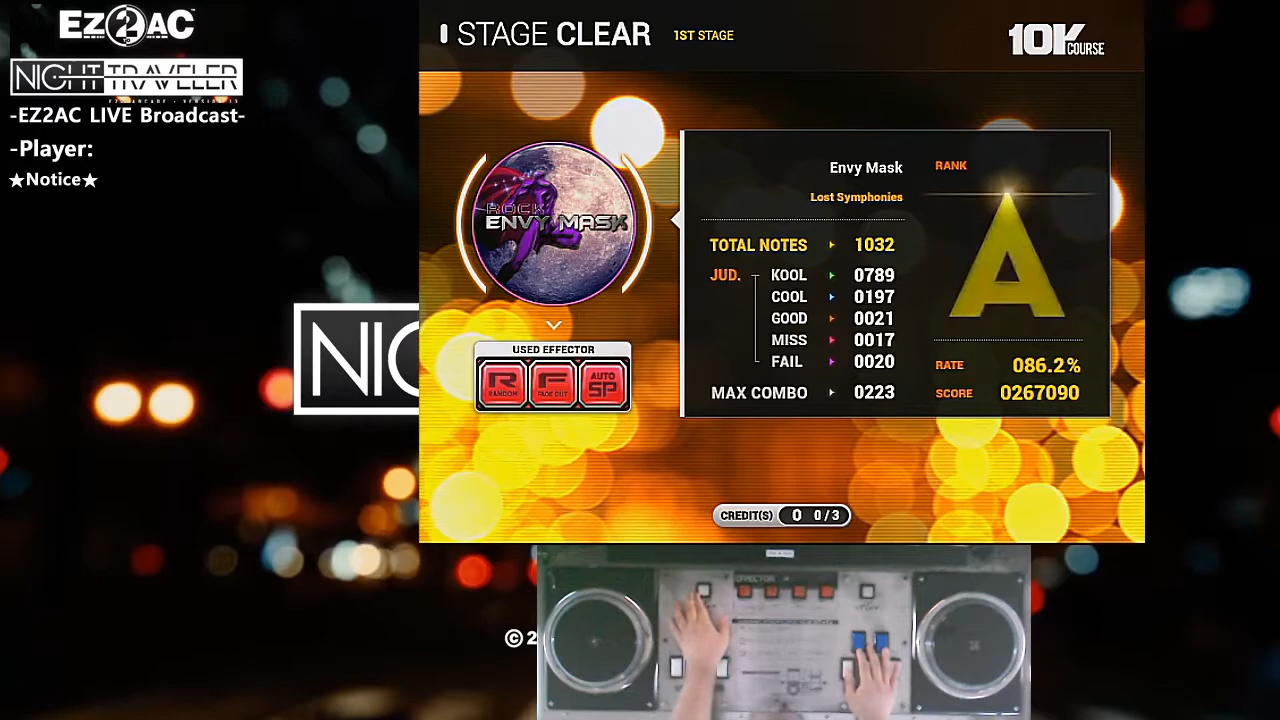 EZ2AC
NIGHT TRAVELER
-EZ2AC LIVE Broadcast-
-Player:
★Notice★
STAGE CLEAR
1ST STAGE
10K COURSE
ROCK
ENVY MASK
USED EFFECTOR
R RANDOM
F FADE OUT
AUTO SP
Envy Mask
Lost Symphonies
TOTAL NOTES 1032
JUD. KOOL 0789
COOL 0197
GOOD 0021
MISS 0017
FAIL 0020
MAX COMBO 0223
RANK
A
RATE 086.2%
SCORE 0267090
CREDIT(S) 0 0/3
NIG
© 2
EFFECTOR